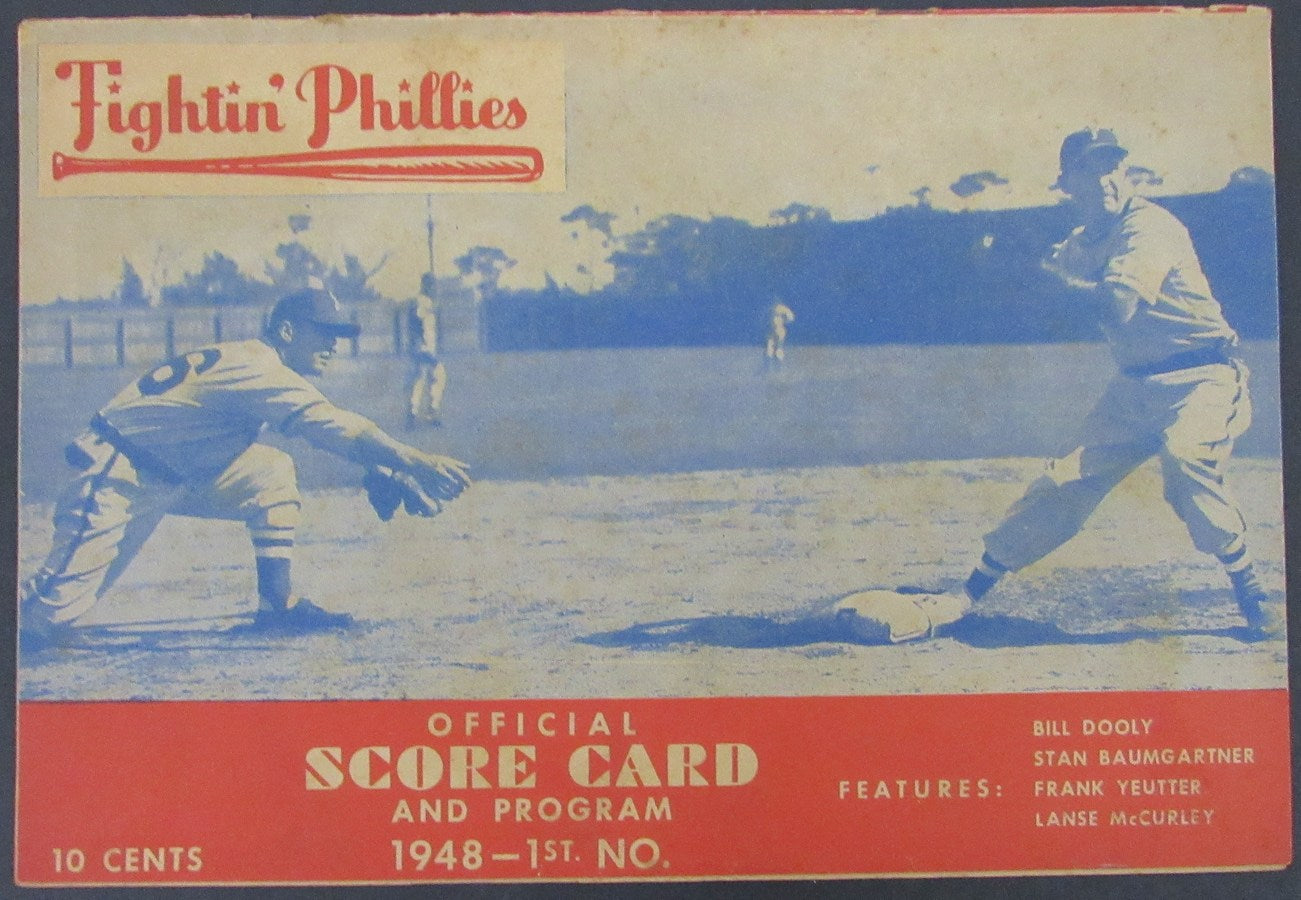 Fightin' Phillies
6
OFFICIAL
SCORE CARD
AND PROGRAM
1948—1ST. NO.
10 CENTS
FEATURES:
BILL DOOLY
STAN BAUMGARTNER
FRANK YEUTTER
LANSE McCURLEY